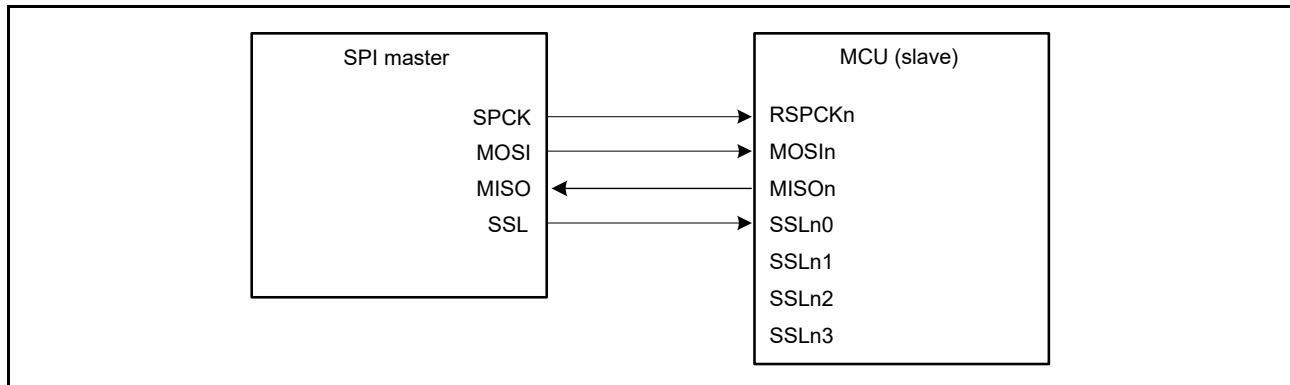 SPI master
SPCK
MOSI
MISO
SSL
MCU (slave)
RSPCKn
MOSIn
MISOn
SSLn0
SSLn1
SSLn2
SSLn3